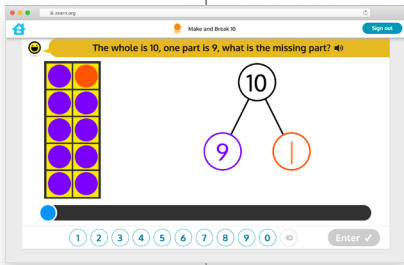 zearn.org
Make and Break 10
Sign out
The whole is 10, one part is 9, what is the missing part?
10
9
1
1 2 3 4 5 6 7 8 9 0
Enter ✓